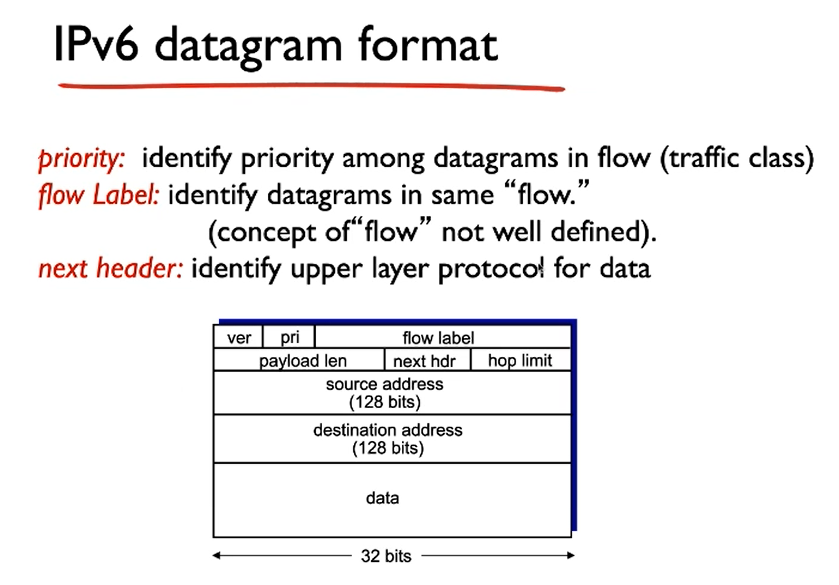 IPv6 datagram format
priority: identify priority among datagrams in flow (traffic class)
flow Label: identify datagrams in same “flow.”
(concept of“flow” not well defined).
next header: identify upper layer protocol for data
ver pri flow label
payload len next hdr hop limit
source address
(128 bits)
destination address
(128 bits)
data
32 bits